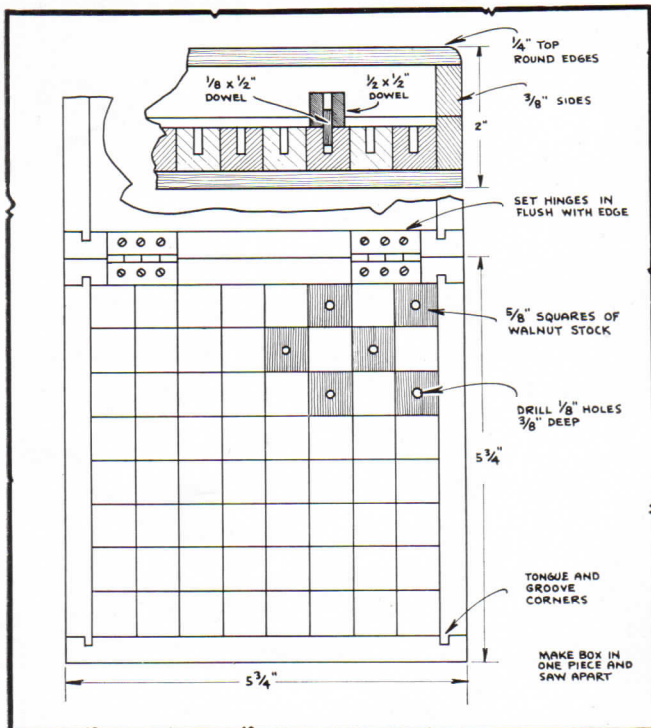 1/4" TOP
ROUND EDGES
1/8 x 1/2"
DOWEL
1/2 x 1/2"
DOWEL
3/8" SIDES
2"
SET HINGES IN
FLUSH WITH EDGE
5/8" SQUARES OF
WALNUT STOCK
DRILL 1/8" HOLES
3/8" DEEP
5 3/4"
TONGUE AND
GROOVE
CORNERS
MAKE BOX IN
ONE PIECE AND
SAW APART
5 3/4"